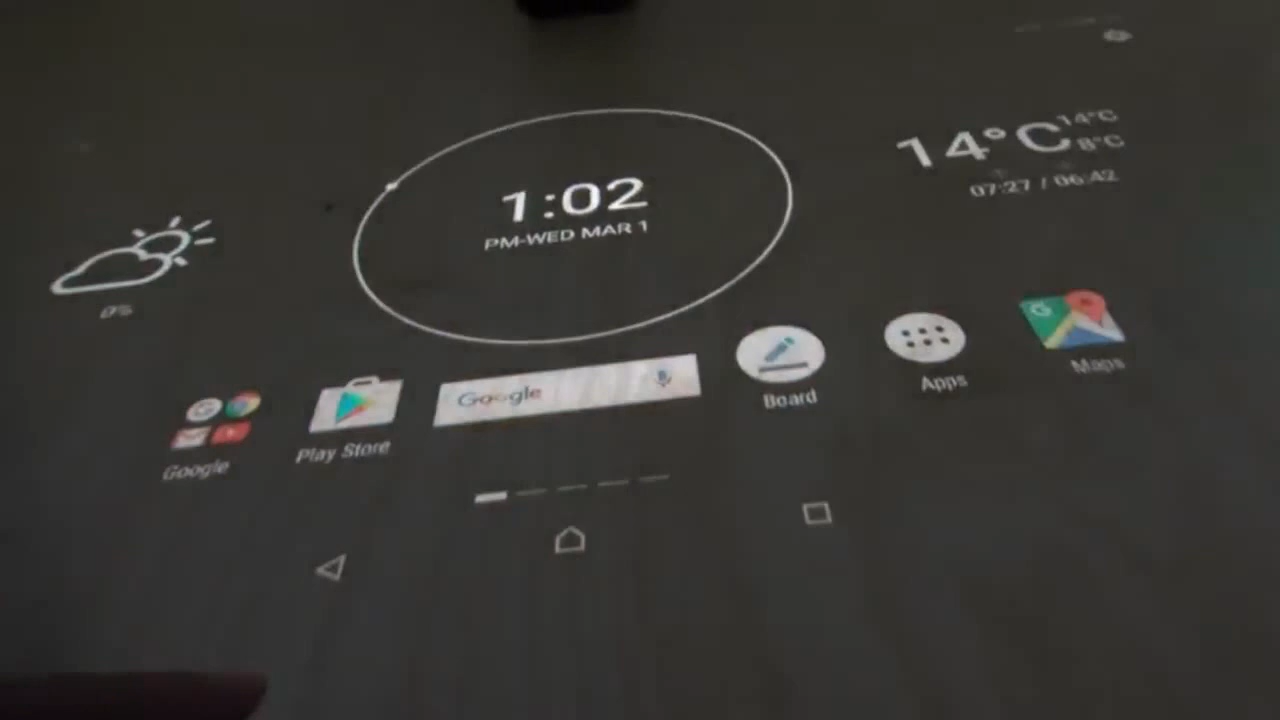 14°C
14°C
8°C
07:27 / 06:42
1:02
PM-WED MAR 1
0%
Google
Board
Apps
Maps
Play Store
Google